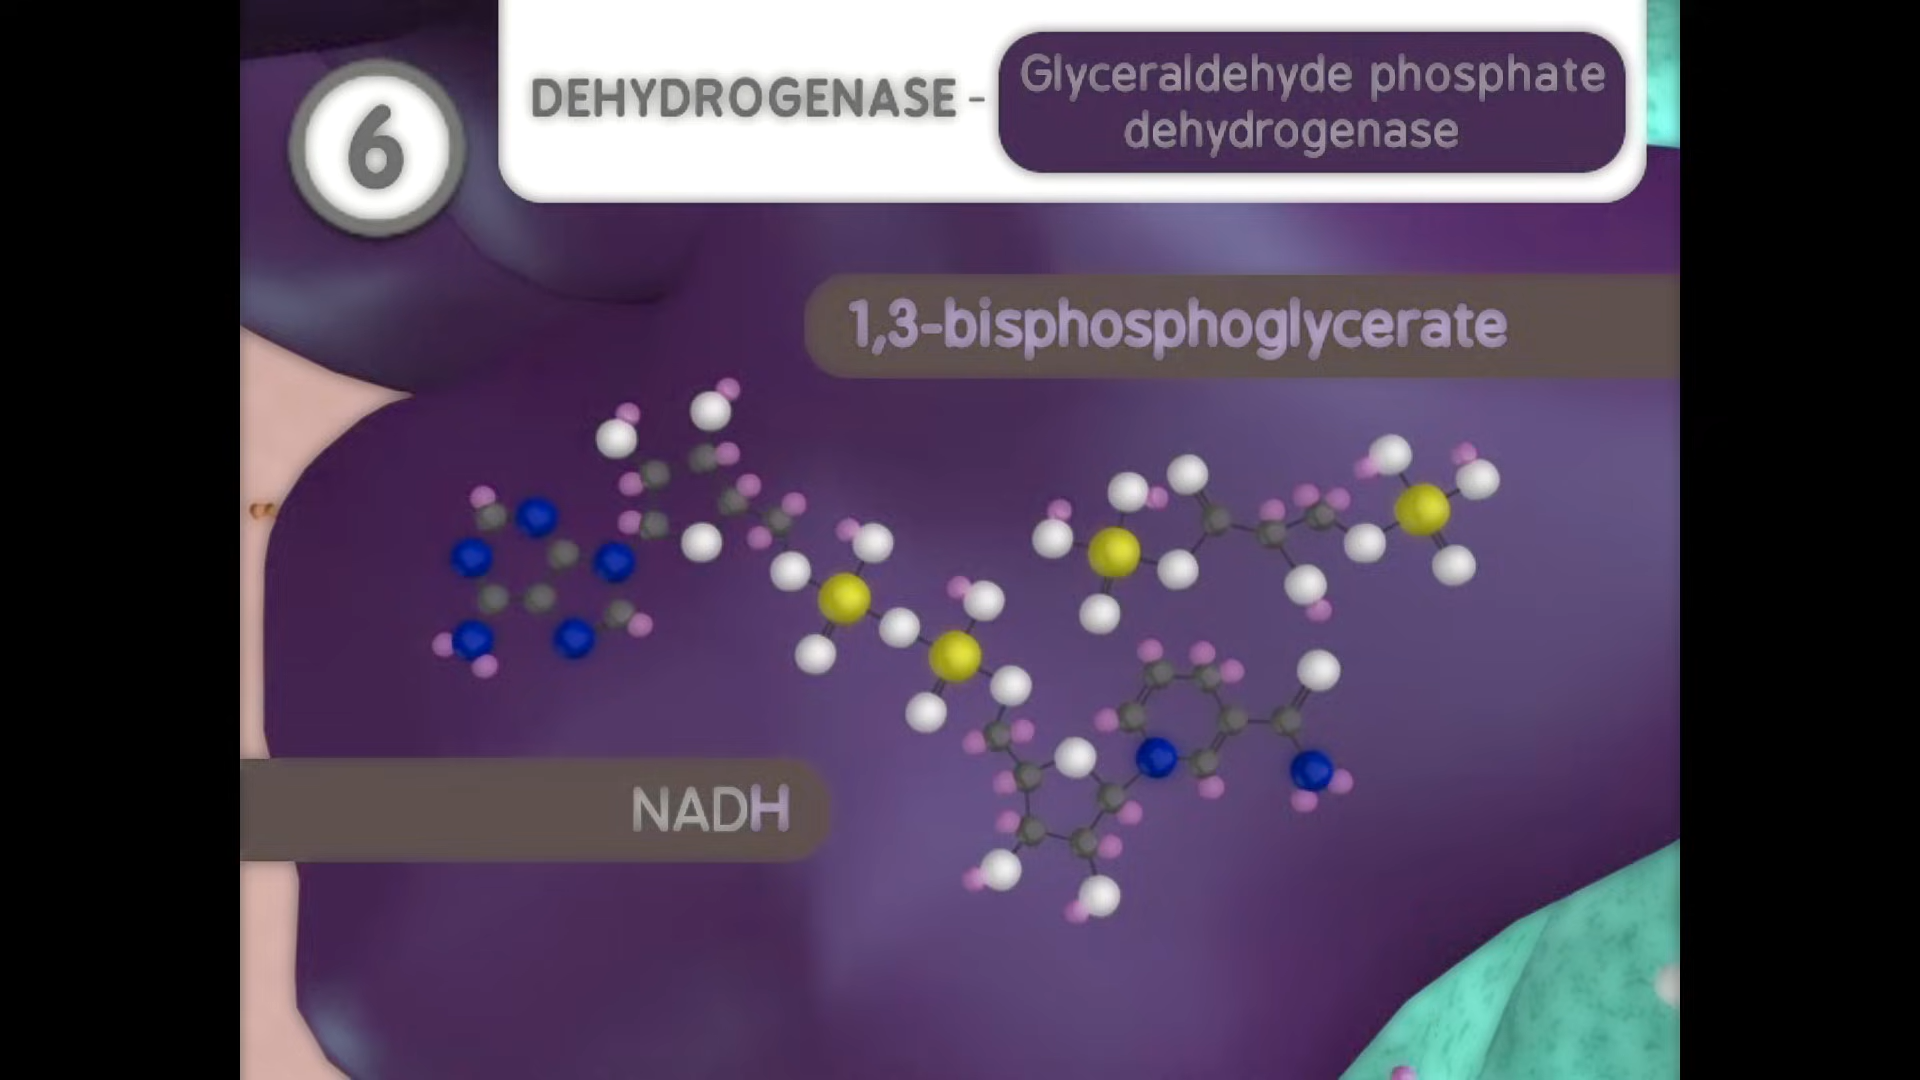 6
DEHYDROGENASE -
Glyceraldehyde phosphate
dehydrogenase
1,3-bisphosphoglycerate
NADH